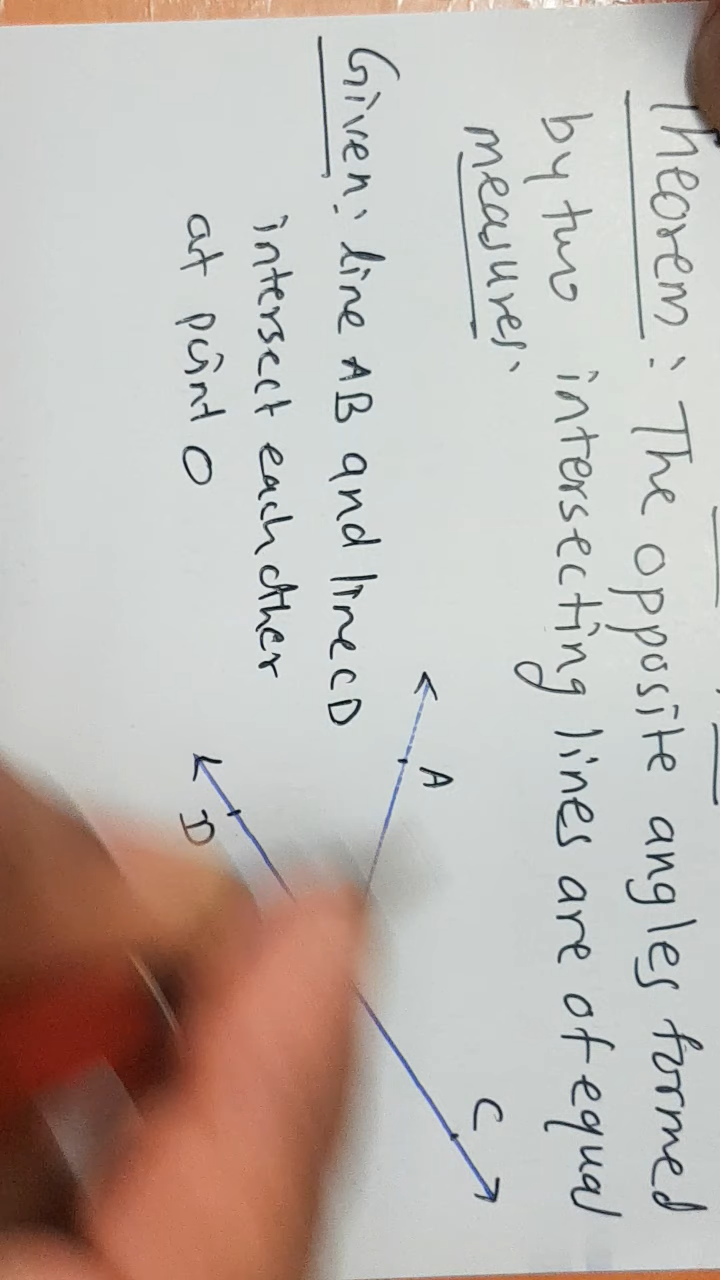 Theorem: The opposite angles formed
by two intersecting lines are of equal
measures.
Given: line AB and line CD
intersect each other
at point O
A
C
D